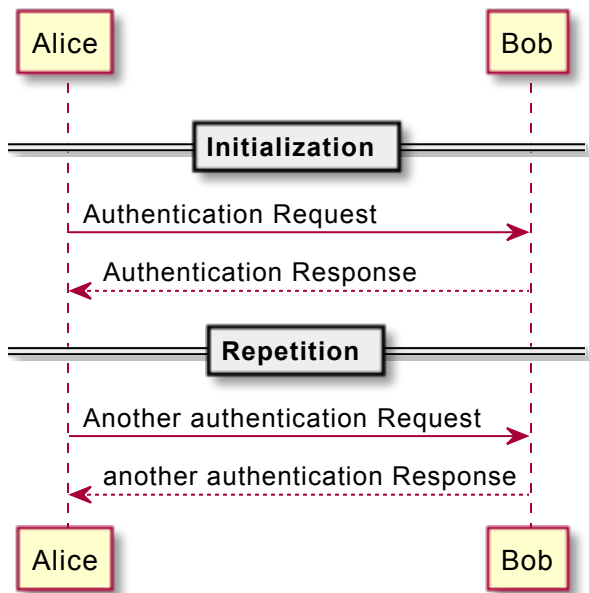 Alice
Bob
Initialization
Authentication Request
Authentication Response
Repetition
Another authentication Request
another authentication Response
Alice
Bob